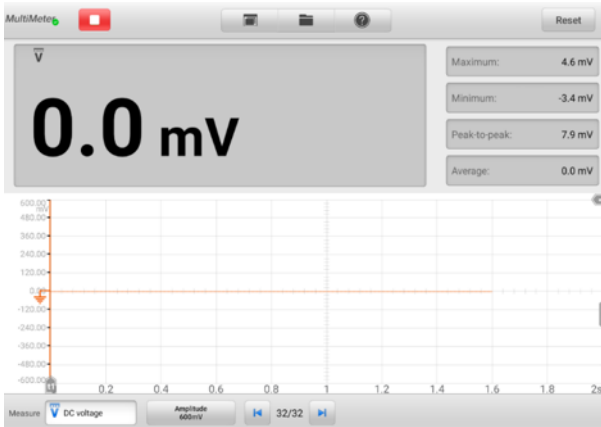 MultiMeter
Reset
V
0.0 mV
Maximum: 4.6 mV
Minimum: -3.4 mV
Peak-to-peak: 7.9 mV
Average: 0.0 mV
600.00
mV
480.00
360.00
240.00
120.00
0.00
-120.00
-240.00
-360.00
-480.00
-600.00
0.2 0.4 0.6 0.8 1 1.2 1.4 1.6 1.8 2s
Measure V DC voltage Amplitude 32/32
600mV